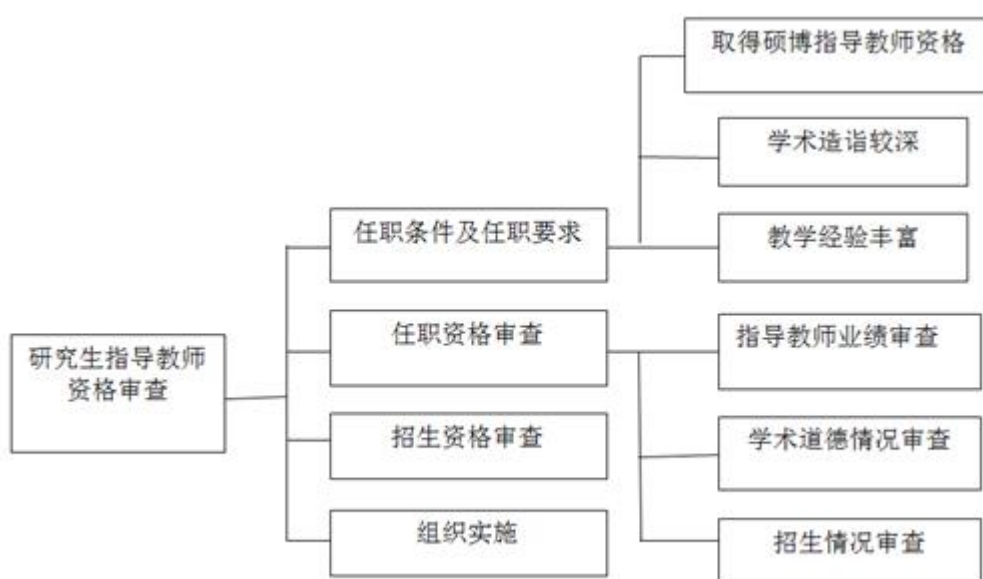 取得硕博指导教师资格
学术造诣较深
任职条件及任职要求
教学经验丰富
任职资格审查
指导教师业绩审查
研究生指导教师
资格审查
招生资格审查
学术道德情况审查
组织实施
招生情况审查